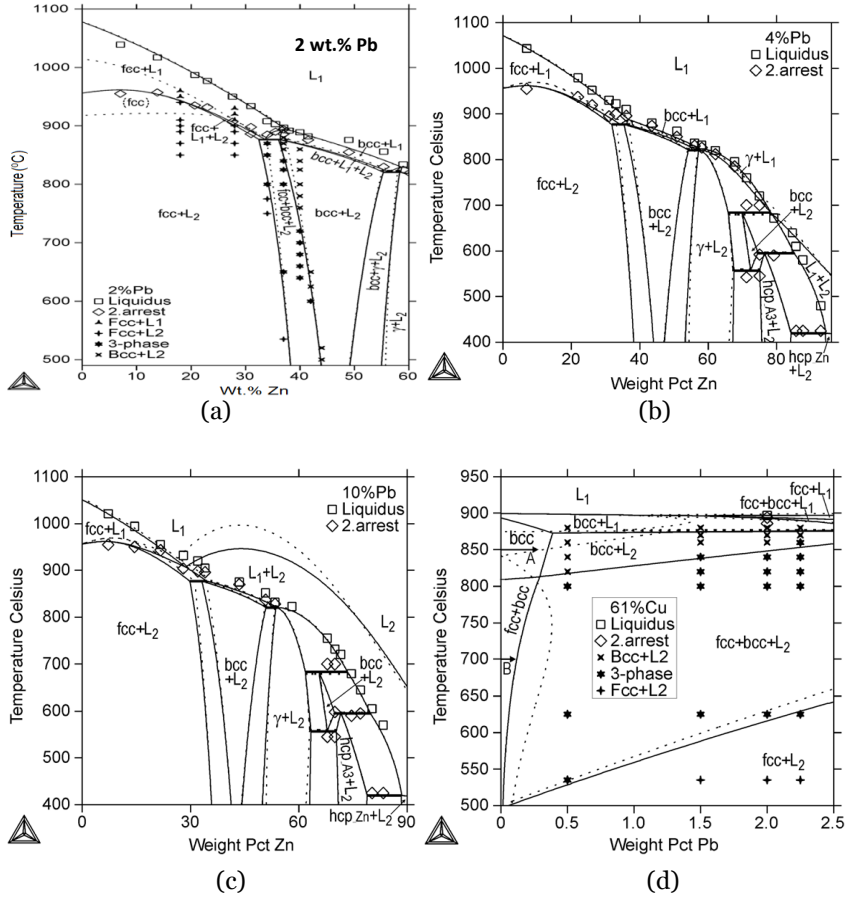 2 wt.% Pb
L1
fcc+L1
{fcc}
fcc+
L1+L2
bcc+L1
bcc+L1+L2
fcc+L2
fcc+bcc+L2
bcc+L2
bcc+γ+L2
γ+L2
2%Pb
Liquidus
2.arrest
Fcc+L1
Fcc+L2
3-phase
Bcc+L2
1100
1000
900
800
700
600
500
0 10 20 30 40 50 60
Temperature (°C)
Wt.% Zn
(a)
4%Pb
Liquidus
2.arrest
L1
fcc+L1
bcc+L1
γ+L1
fcc+L2
bcc
+L2
bcc
+L2
γ+L2
L1+L2
hcp A3+L2
hcp Zn
+L2
1100
1000
900
800
700
600
500
400
0 20 40 60 80
Temperature Celsius
Weight Pct Zn
(b)
10%Pb
Liquidus
2.arrest
L1
fcc+L1
L1+L2
L2
fcc+L2
bcc
+L2
bcc
+L2
γ+L2
hcp A3+L2
hcp Zn+L2
1100
1000
900
800
700
600
500
400
0 30 60 90
Temperature Celsius
Weight Pct Zn
(c)
L1
fcc+L1
fcc+bcc+L1
bcc+L1
bcc
A
bcc+L2
fcc+bcc
B
61%Cu
Liquidus
2.arrest
Bcc+L2
3-phase
Fcc+L2
fcc+bcc+L2
fcc+L2
950
900
850
800
750
700
650
600
550
500
0 0.5 1.0 1.5 2.0 2.5
Temperature Celsius
Weight Pct Pb
(d)